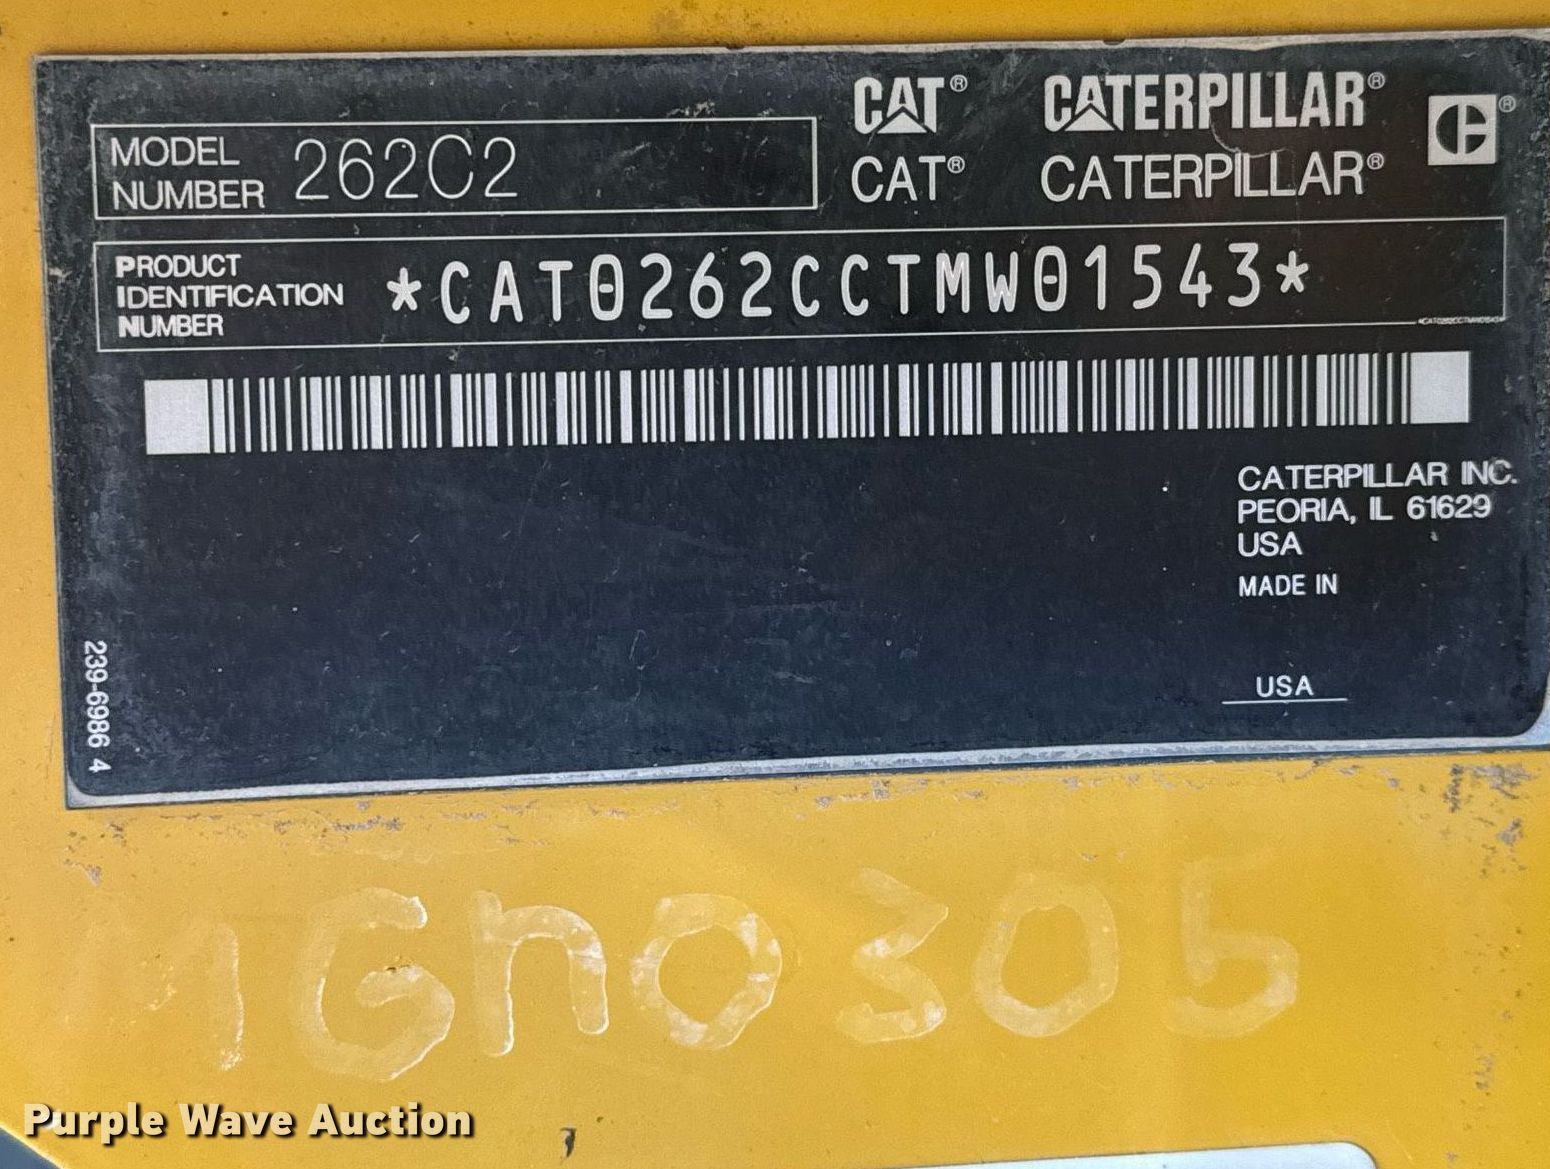 MODEL NUMBER 262C2
CAT® CATERPILLAR®
CAT® CATERPILLAR®
PRODUCT
IDENTIFICATION
NUMBER
*CAT0262CCTMW01543*
CATERPILLAR INC.
PEORIA, IL 61629
USA
MADE IN
USA
239-6986 4
MGN0305
Purple Wave Auction